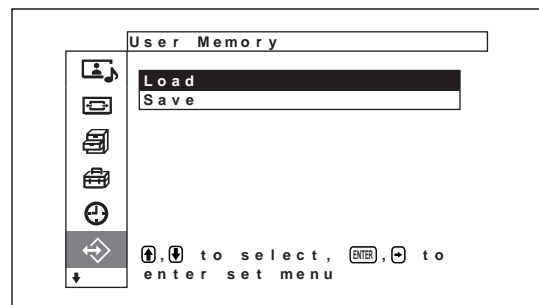 User Memory
Load
Save
↑,↓ to select, ENTER,→ to
enter set menu